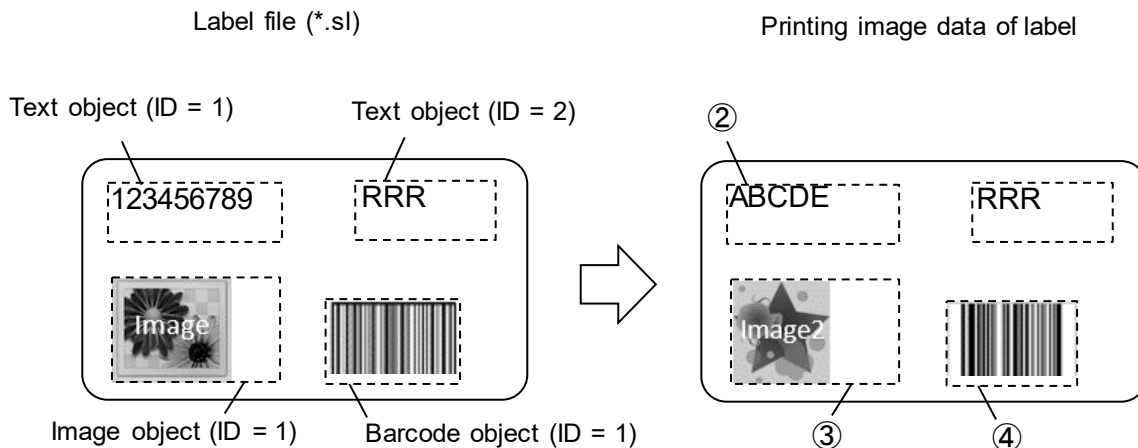 Label file (*.sl)
Printing image data of label
Text object (ID = 1)
Text object (ID = 2)
②
123456789
RRR
ABCDE
RRR
Image
Image2
Image object (ID = 1)
Barcode object (ID = 1)
③
④